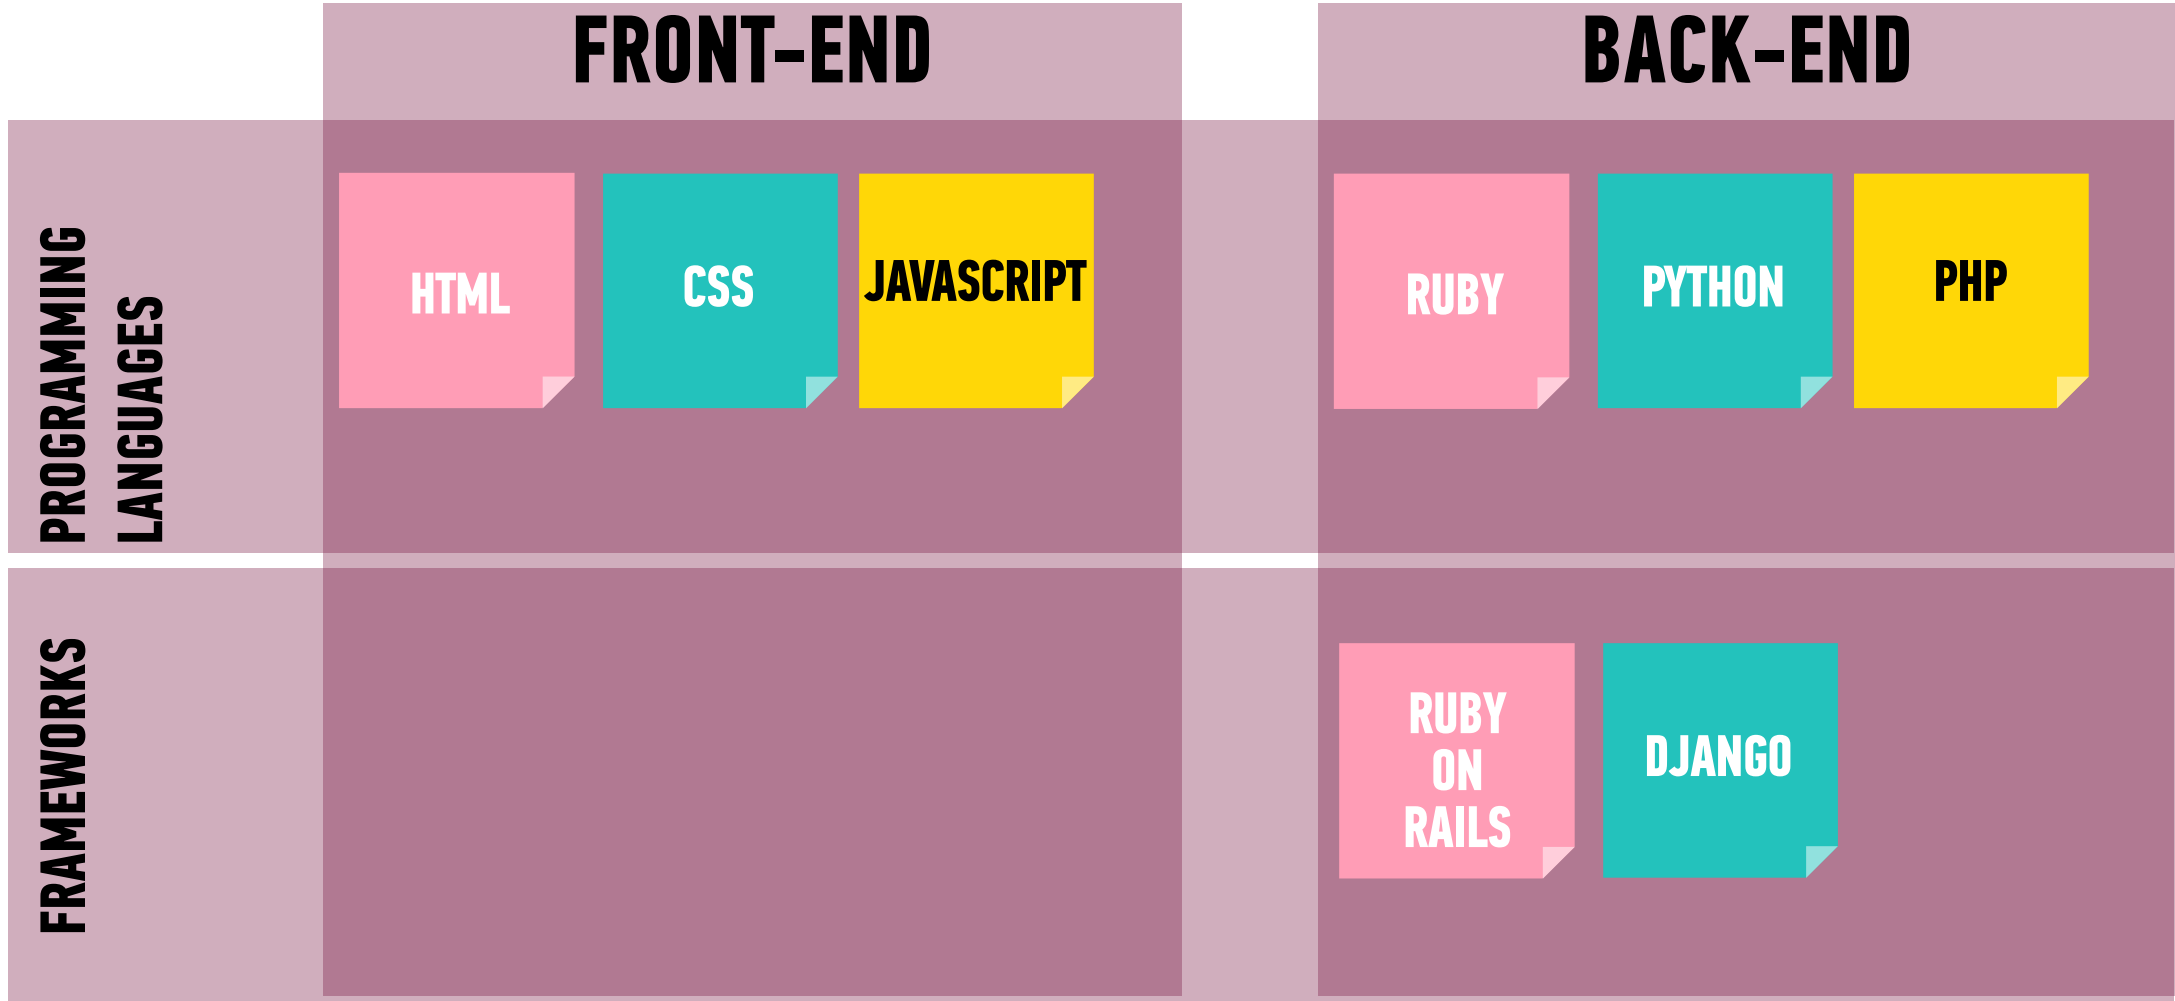 FRONT-END
BACK-END
PROGRAMMING
LANGUAGES
HTML
CSS
JAVASCRIPT
RUBY
PYTHON
PHP
FRAMEWORKS
RUBY
ON
RAILS
DJANGO